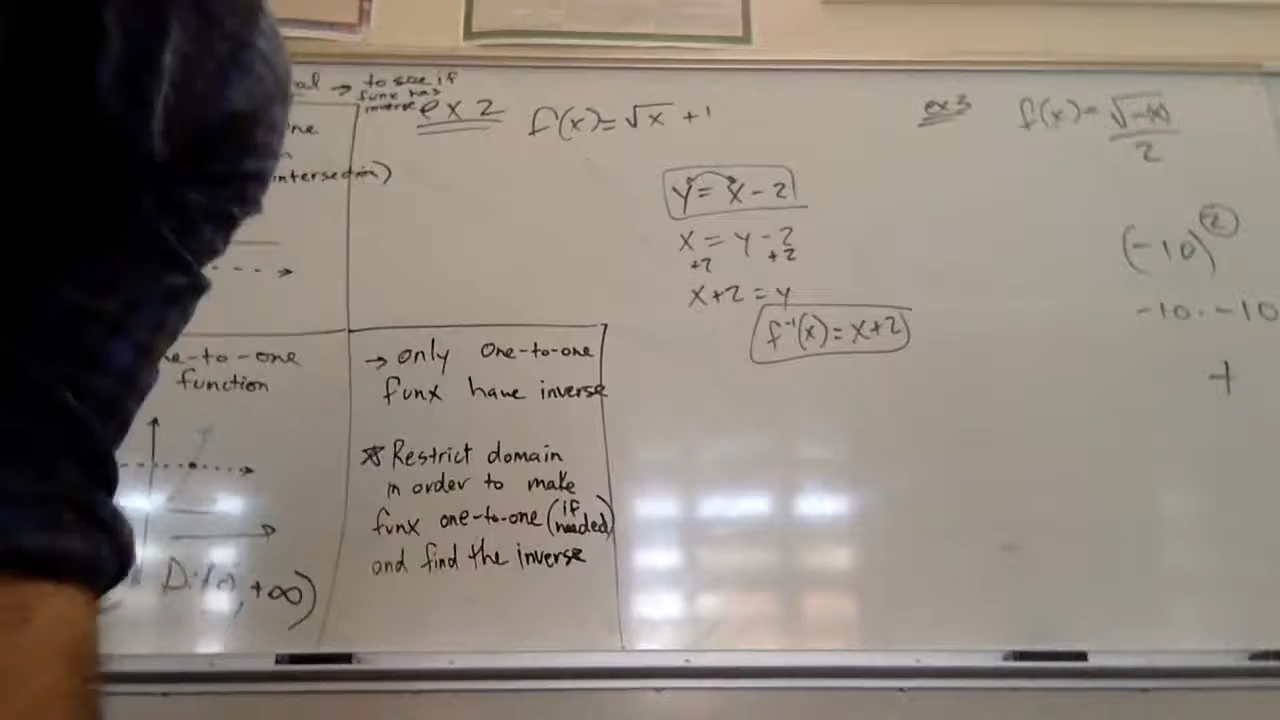 al → to see if
funx has
inverse
ne
intersection)
e-to-one
function
D: +∞)
→ only one-to-one
funx have inverse
☆ Restrict domain
in order to make
funx one-to-one (if
needed)
and find the inverse
ex 2 f(x)=√x +1
y = x - 2
x = y - 2
+2 +2
x+2 = y
f⁻¹(x) = x+2
ex 3 f(x)=
2
(-10)²
-10 · -10
+